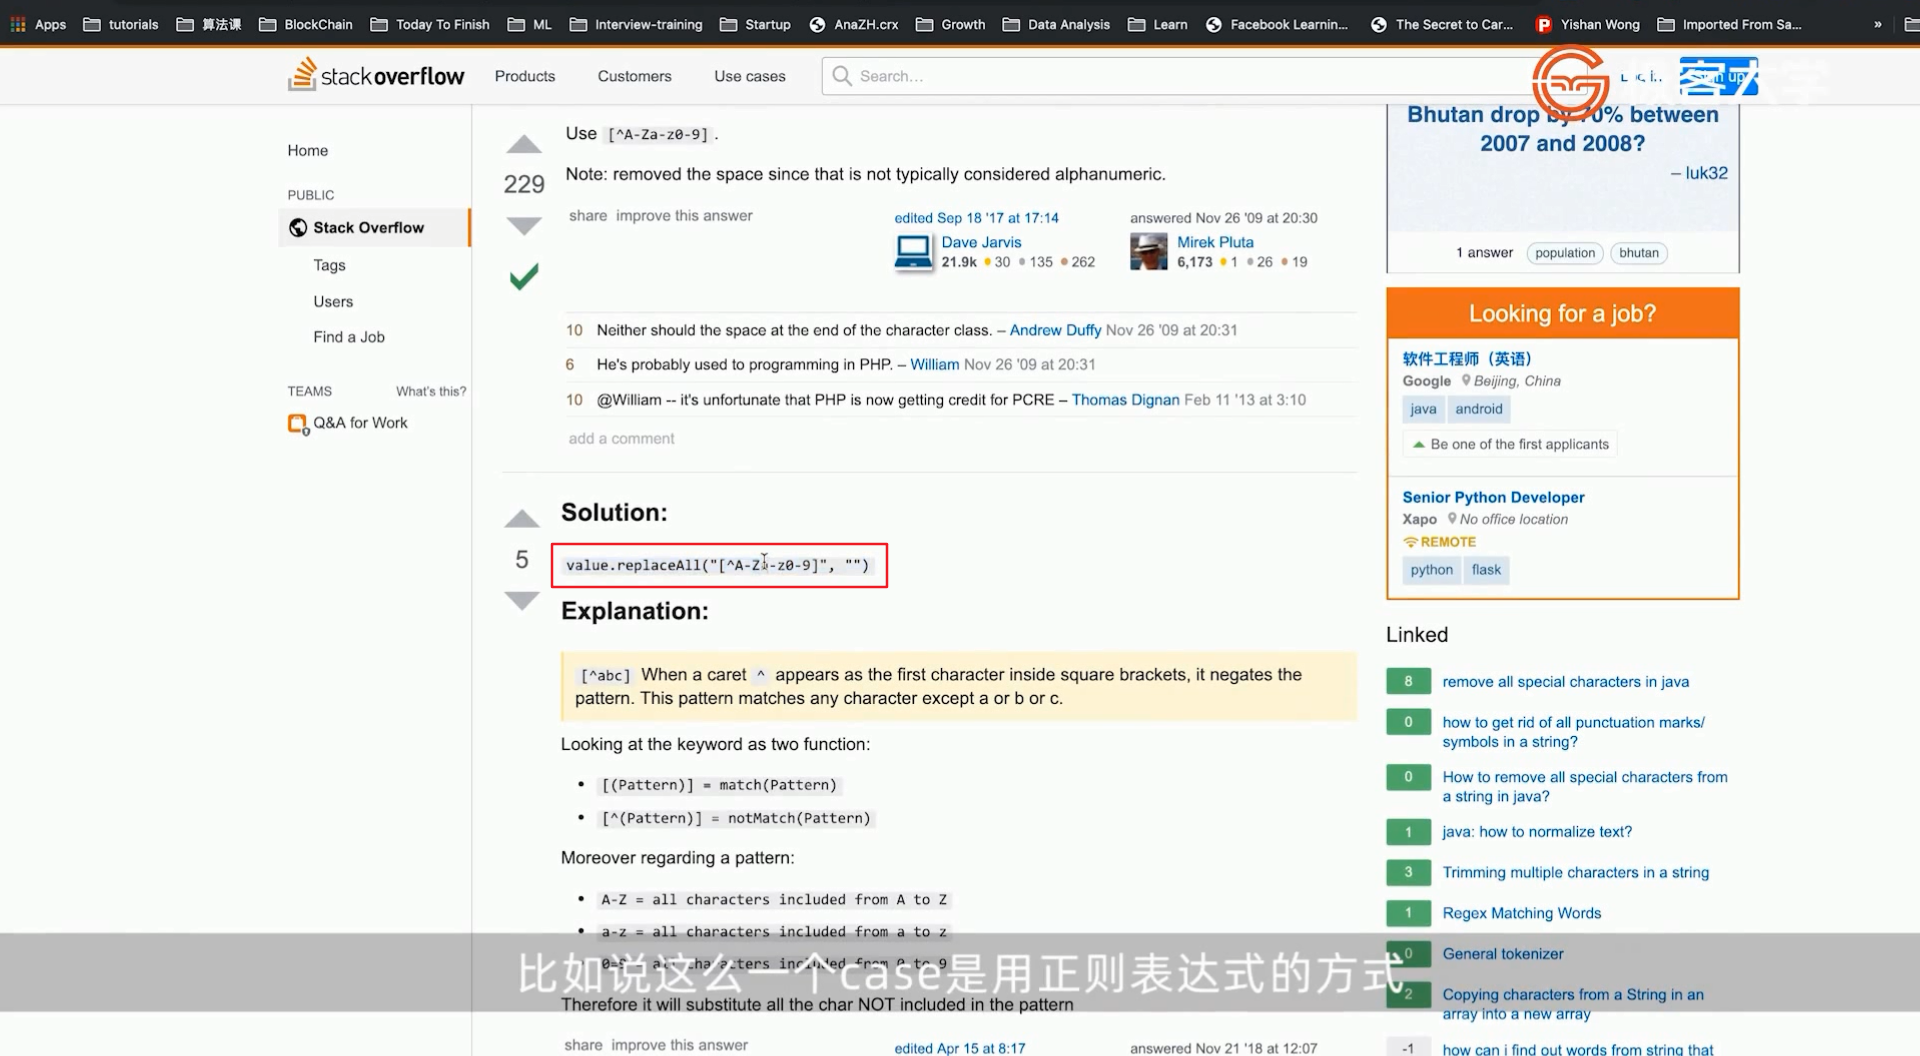 Apps tutorials 算法课 BlockChain Today To Finish ML Interview-training Startup AnaZH.crx Growth Data Analysis Learn Facebook Learnin... The Secret to Car... Yishan Wong Imported From Sa... »
stackoverflow Products Customers Use cases Search...
Home
PUBLIC
Stack Overflow
Tags
Users
Find a Job
TEAMS What's this?
Q&A for Work
Use [^A-Za-z0-9] .
229
Note: removed the space since that is not typically considered alphanumeric.
share improve this answer
edited Sep 18 '17 at 17:14
Dave Jarvis
21.9k 30 135 262
answered Nov 26 '09 at 20:30
Mirek Pluta
6,173 1 26 19
10 Neither should the space at the end of the character class. – Andrew Duffy Nov 26 '09 at 20:31
6 He's probably used to programming in PHP. – William Nov 26 '09 at 20:31
10 @William -- it's unfortunate that PHP is now getting credit for PCRE – Thomas Dignan Feb 11 '13 at 3:10
add a comment
Solution:
5
value.replaceAll("[^A-Za-z0-9]", "")
Explanation:
[^abc] When a caret ^ appears as the first character inside square brackets, it negates the
pattern. This pattern matches any character except a or b or c.
Looking at the keyword as two function:
• [(Pattern)] = match(Pattern)
• [^(Pattern)] = notMatch(Pattern)
Moreover regarding a pattern:
• A-Z = all characters included from A to Z
• a-z = all characters included from a to z
0=9 = all characters included from 0 to 9
比如说这么一个case是用正则表达式的方式
Therefore it will substitute all the char NOT included in the pattern
share improve this answer
edited Apr 15 at 8:17
answered Nov 21 '18 at 12:07
Bhutan drop by 70% between
2007 and 2008?
– luk32
1 answer population bhutan
Looking for a job?
软件工程师（英语）
Google Beijing, China
java android
Be one of the first applicants
Senior Python Developer
Xapo No office location
REMOTE
python flask
Linked
8 remove all special characters in java
0 how to get rid of all punctuation marks/
symbols in a string?
0 How to remove all special characters from
a string in java?
1 java: how to normalize text?
3 Trimming multiple characters in a string
1 Regex Matching Words
0 General tokenizer
2 Copying characters from a String in an
array into a new array
-1 how can i find out words from string that